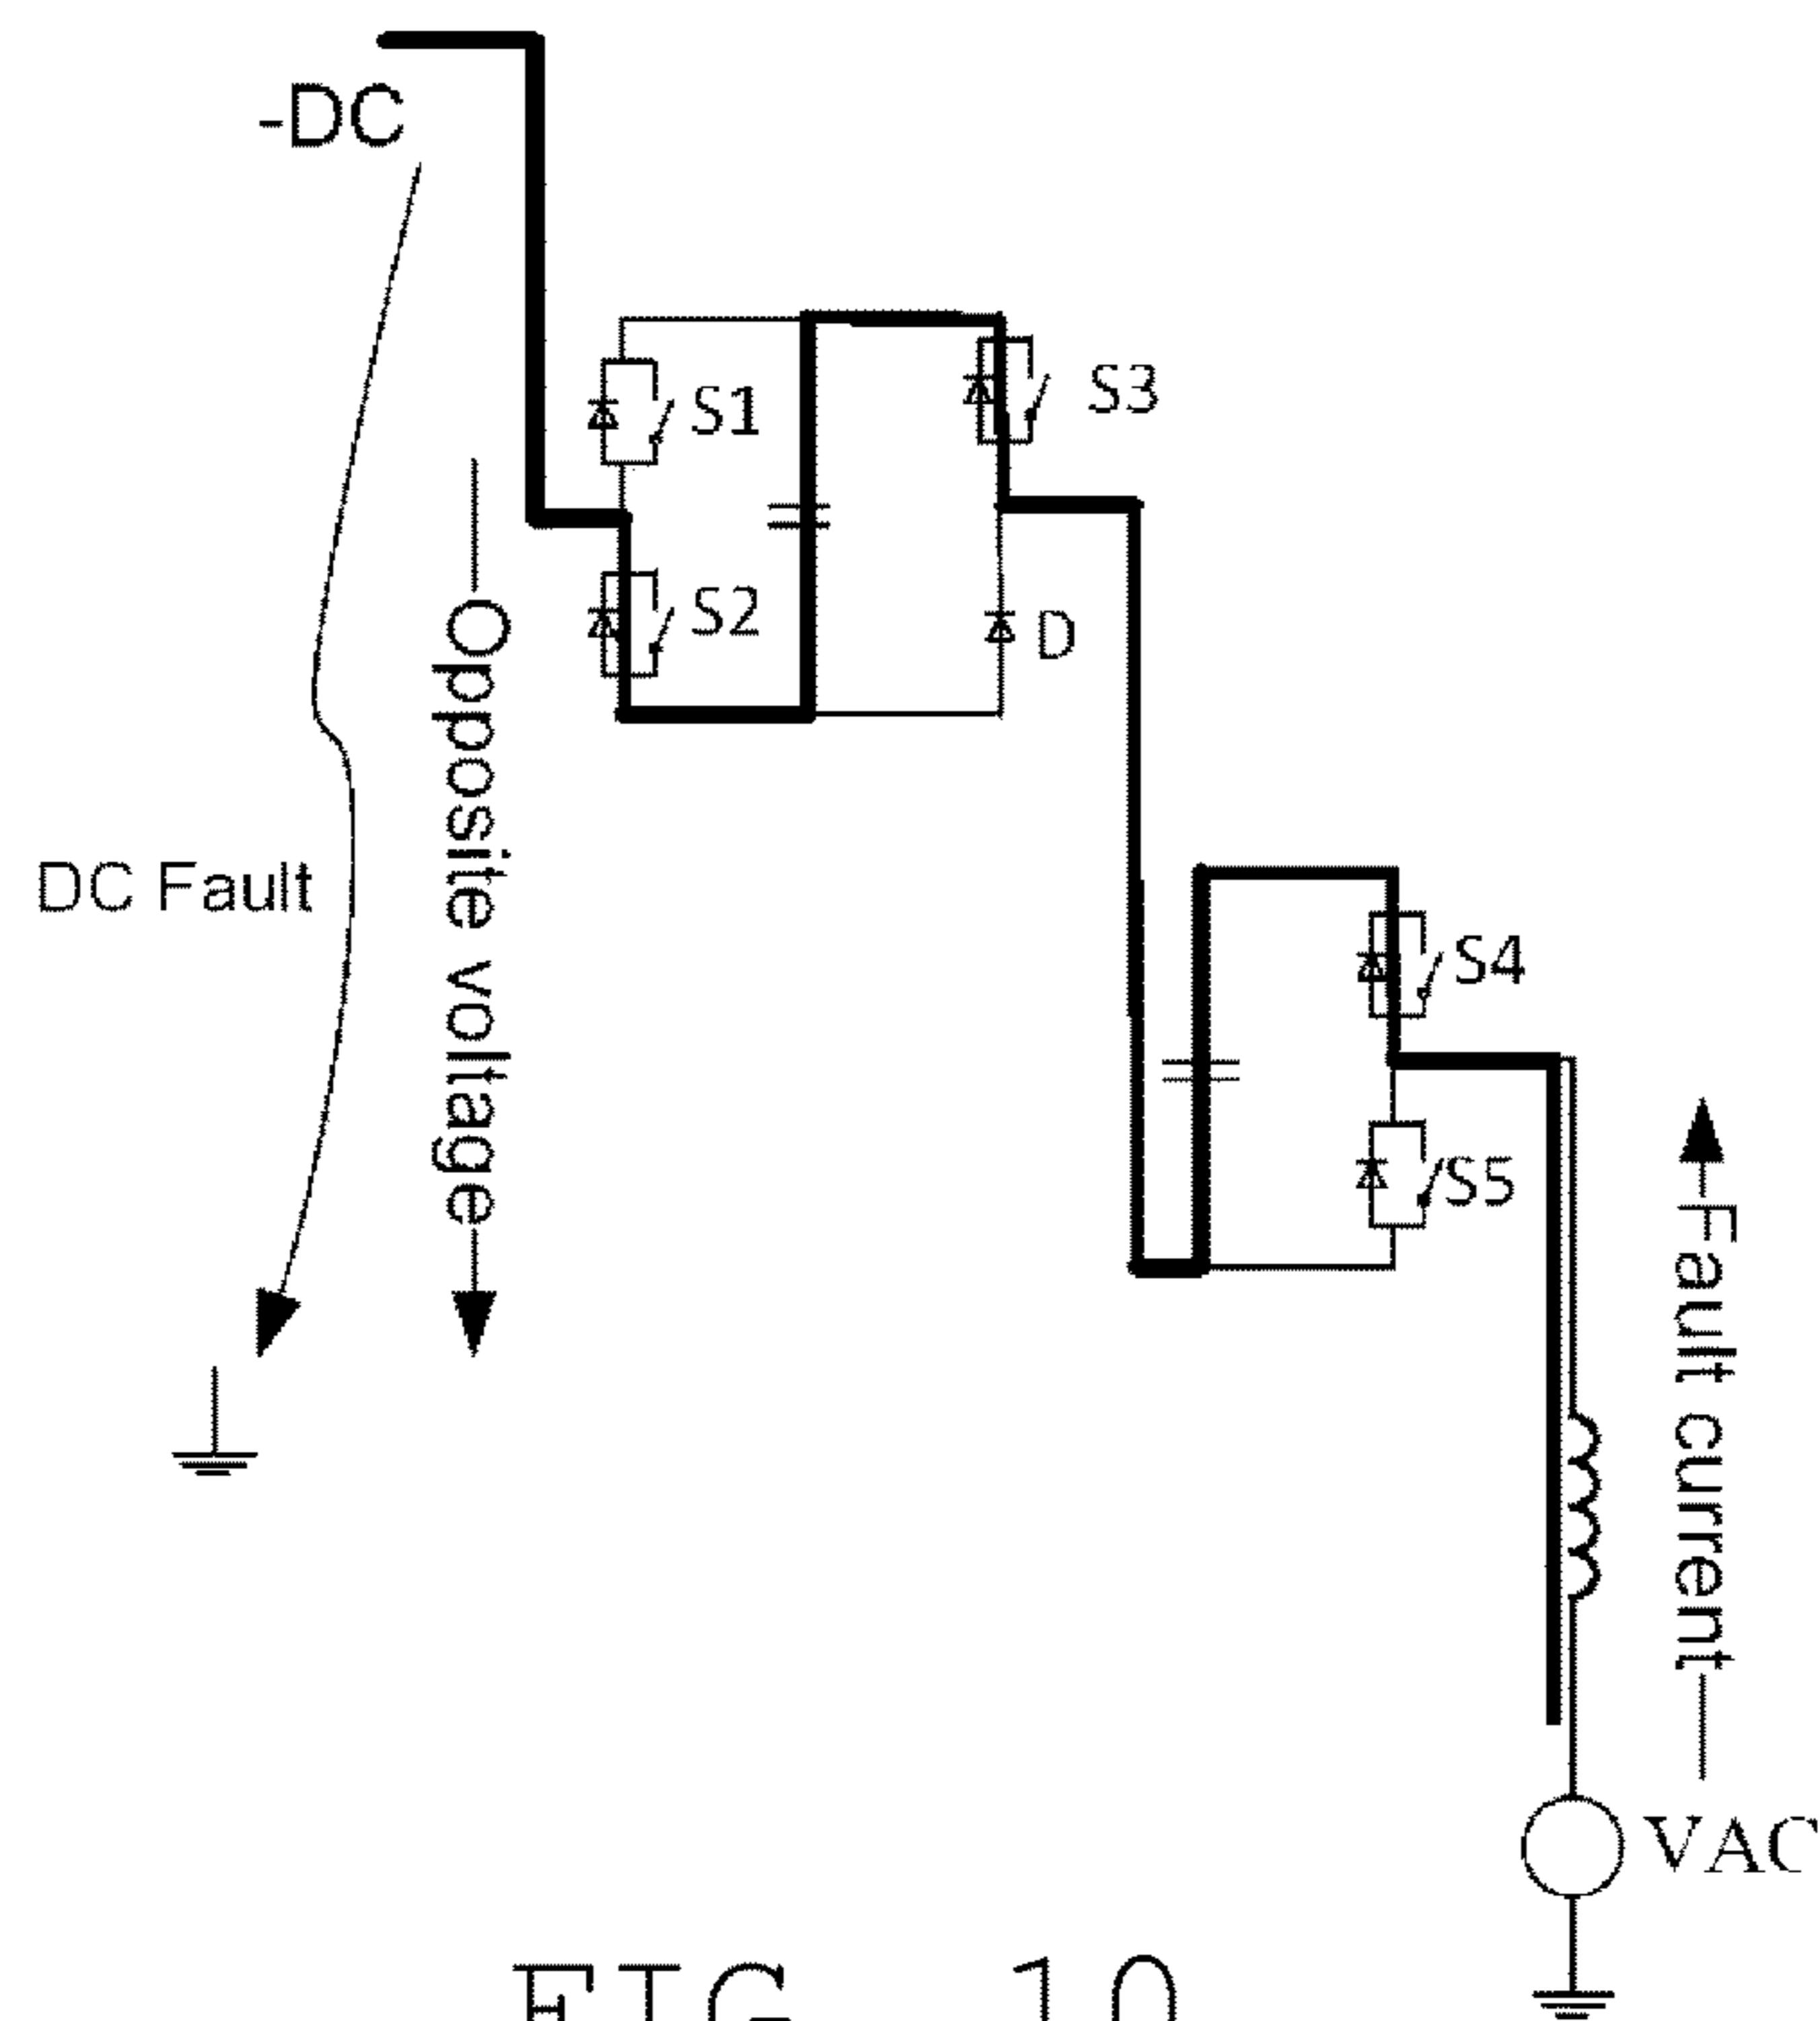 -DC
S1
S3
S2
D
Opposite voltage
DC Fault
S4
S5
Fault current
VAC
FIG. 10